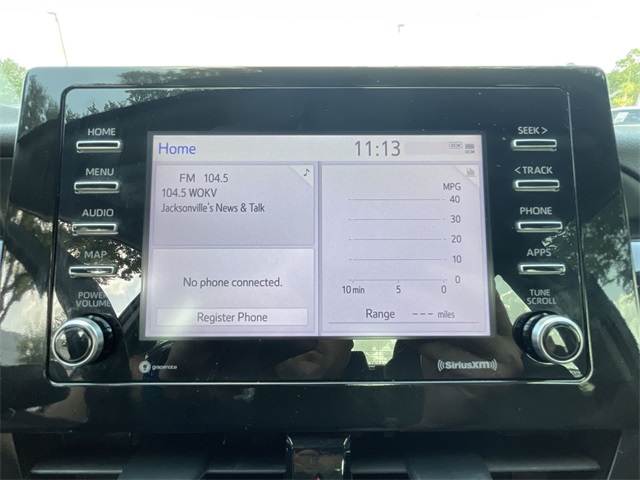 HOME
MENU
AUDIO
MAP
POWER
VOLUME
Home
11:13
FM 104.5
104.5 WOKV
Jacksonville's News & Talk
No phone connected.
Register Phone
MPG
40
30
20
10
0
10 min 5 0
Range --- miles
SEEK >
< TRACK
PHONE
APPS
TUNE
SCROLL
gracenote
((SiriusXM))